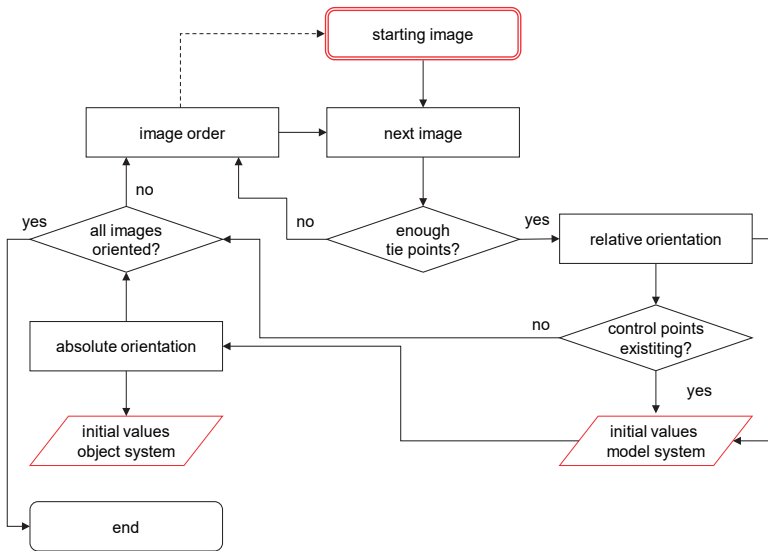 starting image
image order
next image
no
yes
no
yes
all images
oriented?
enough
tie points?
relative orientation
no
absolute orientation
control points
existiting?
yes
initial values
object system
initial values
model system
end